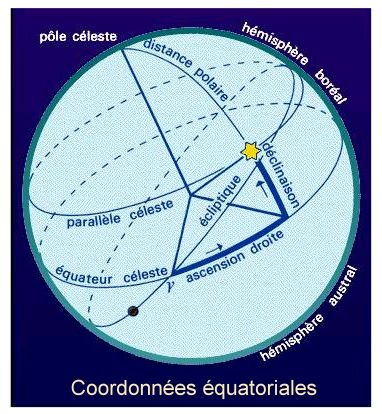 pôle céleste
hémisphère boréal
distance polaire
déclinaison
écliptique
parallèle céleste
équateur céleste
γ
ascension droite
hémisphère austral
Coordonnées équatoriales